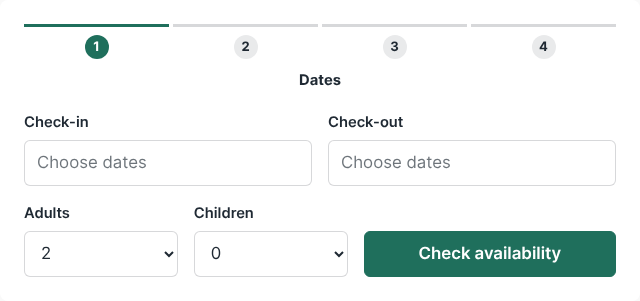 1 2 3 4
Dates
Check-in Check-out
Choose dates Choose dates
Adults Children
2 0 Check availability